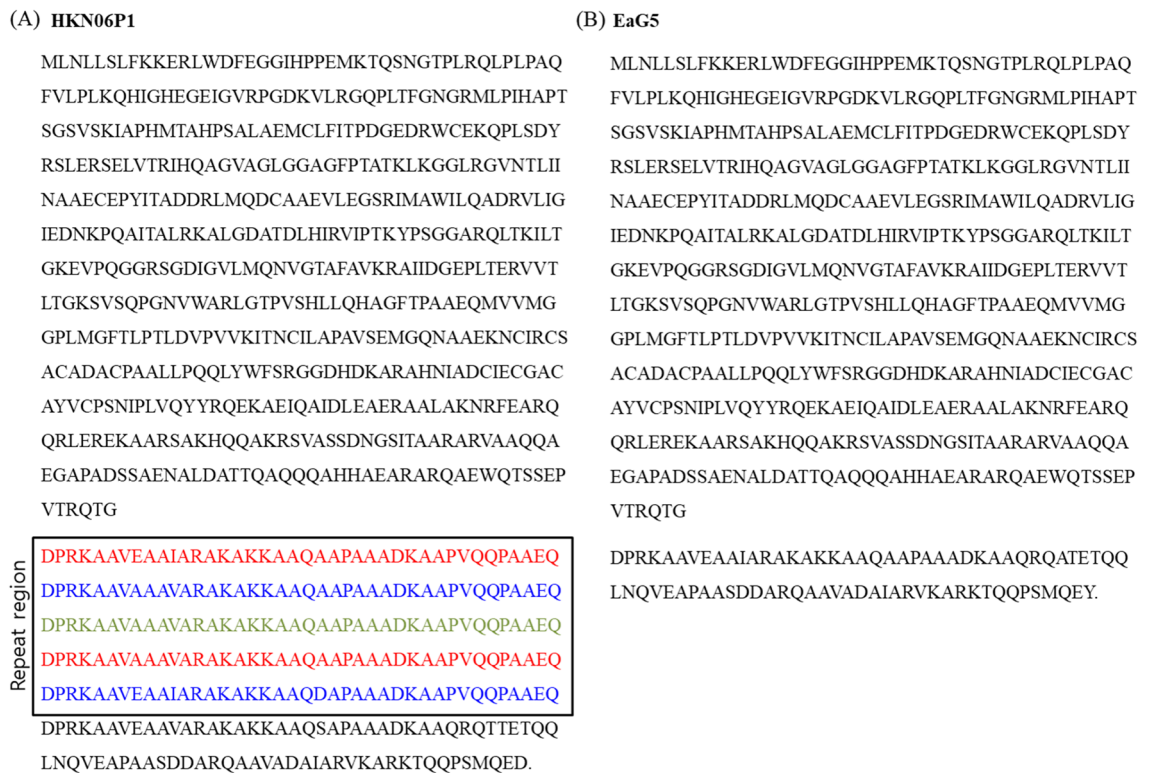 (A) HKN06P1
MLNLLSLFKKERLWDFEGGIHPPEMKTQSNGTPLRQLPLPAQ
FVLPLKQHIGHEGEIGVRPGDKVLRGQPLTFGNGRMLPIHAPT
SGSVSKIAPHMTAHPSALAEMCLFITPDGEDRWCEKQPLSDY
RSLERSELVTRIHQAGVAGLGGAGFPTATKLKGGLRGVNTLII
NAAECEPYITADDRLMQDCAAEVLEGSRIMAWILQADRVLIG
IEDNKPQAITALRKALGDATDLHIRVIPTKYPSGGARQLTKILT
GKEVPQGGRSGDIGVLMQNVGTAFAVKRAIIDGEPLTERVVT
LTGKSVSQPGNVWARLGTPVSHLLQHAGFTPAAEQMVVMG
GPLMGFTLPTLDVPVVKITNCILAPAVSEMGQNAAEKNCIRCS
ACADACPAALLPQQLYWFSRGGDHDKARAHNIADCIECGAC
AYVCPSNIPLVQYYRQEKAEIQAIDLEAERAALAKNRFEARQ
QRLEREKAARSAKHQQAKRSVASSDNGSITAARARVAAQQA
EGAPADSSAENALDATTQAQQQAHHAEARARQAEWQTSSEP
VTRQTG
Repeat region
DPRKAAVEAAIARAKAKKAAQAAPAAADKAAPVQQPAAEQ
DPRKAAVAAAVARAKAKKAAQAAPAAADKAAPVQQPAAEQ
DPRKAAVAAAVARAKAKKAAQAAPAAADKAAPVQQPAAEQ
DPRKAAVAAAVARAKAKKAAQAAPAAADKAAPVQQPAAEQ
DPRKAAVEAAIARAKAKKAAQDAPAAADKAAPVQQPAAEQ
DPRKAAVEAAVARAKAKKAAQSAPAAADKAAQRQTTETQQ
LNQVEAPAASDDARQAAVADAIARVKARKTQQPSMQED.
(B) EaG5
MLNLLSLFKKERLWDFEGGIHPPEMKTQSNGTPLRQLPLPAQ
FVLPLKQHIGHEGEIGVRPGDKVLRGQPLTFGNGRMLPIHAPT
SGSVSKIAPHMTAHPSALAEMCLFITPDGEDRWCEKQPLSDY
RSLERSELVTRIHQAGVAGLGGAGFPTATKLKGGLRGVNTLII
NAAECEPYITADDRLMQDCAAEVLEGSRIMAWILQADRVLIG
IEDNKPQAITALRKALGDATDLHIRVIPTKYPSGGARQLTKILT
GKEVPQGGRSGDIGVLMQNVGTAFAVKRAIIDGEPLTERVVT
LTGKSVSQPGNVWARLGTPVSHLLQHAGFTPAAEQMVVMG
GPLMGFTLPTLDVPVVKITNCILAPAVSEMGQNAAEKNCIRCS
ACADACPAALLPQQLYWFSRGGDHDKARAHNIADCIECGAC
AYVCPSNIPLVQYYRQEKAEIQAIDLEAERAALAKNRFEARQ
QRLEREKAARSAKHQQAKRSVASSDNGSITAARARVAAQQA
EGAPADSSAENALDATTQAQQQAHHAEARARQAEWQTSSEP
VTRQTG
DPRKAAVEAAIARAKAKKAAQAAPAAADKAAQRQATETQQ
LNQVEAPAASDDARQAAVADAIARVKARKTQQPSMQEY.